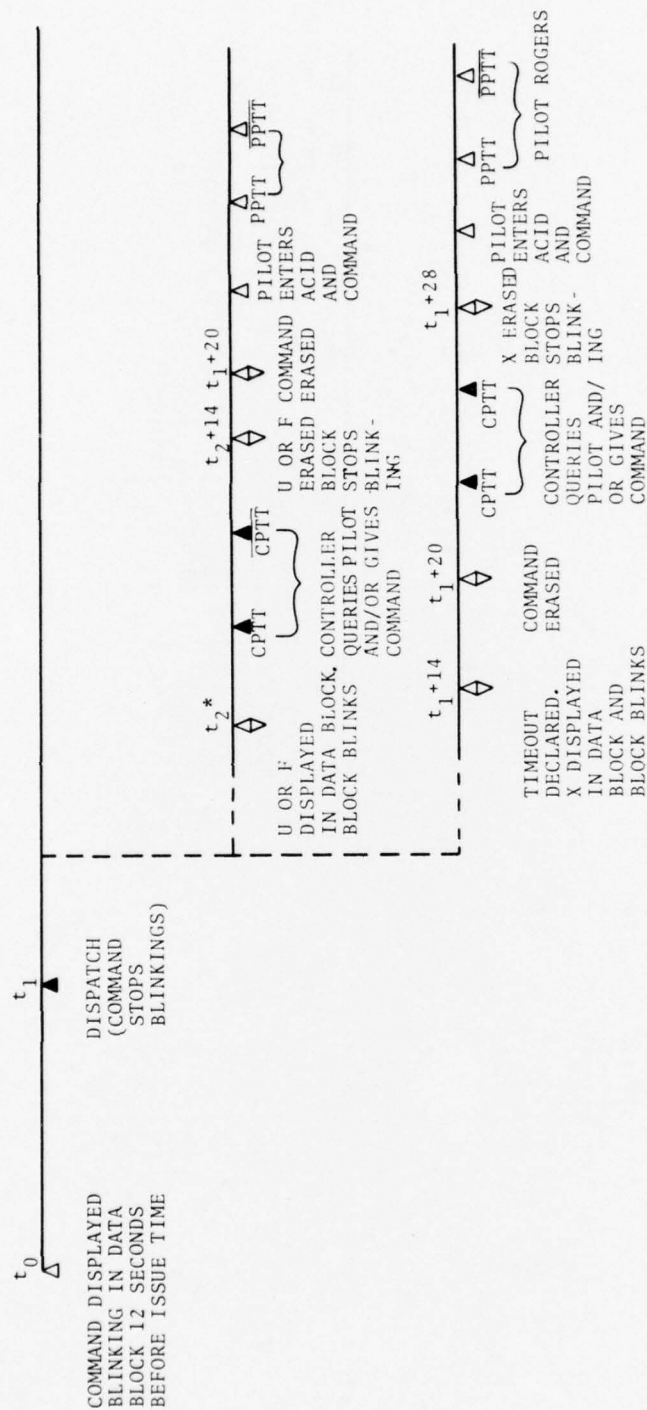 t₀
COMMAND DISPLAYED
BLINKING IN DATA
BLOCK 12 SECONDS
BEFORE ISSUE TIME
t₁
DISPATCH
(COMMAND
STOPS
BLINKINGS)
t₂*
U OR F
DISPLAYED
IN DATA BLOCK.
BLOCK BLINKS
CPTT
C̅P̅T̅T̅
CONTROLLER
QUERIES PILOT
AND/OR GIVES
COMMAND
t₂+14
U OR F
ERASED
BLOCK
STOPS
BLINK-
ING
t₁+20
COMMAND
ERASED
PILOT
ENTERS
ACID
AND
COMMAND
PPTT
P̅P̅T̅T̅
t₁+14
TIMEOUT
DECLARED.
X DISPLAYED
IN DATA
BLOCK AND
BLOCK BLINKS
t₁+20
COMMAND
ERASED
CPTT
CPTT
CONTROLLER
QUERIES
PILOT AND/
OR GIVES
COMMAND
t₁+28
X ERASED
BLOCK
STOPS
BLINK-
ING
PILOT
ENTERS
ACID
AND
COMMAND
PPTT
P̅P̅T̅T̅
PILOT ROGERS